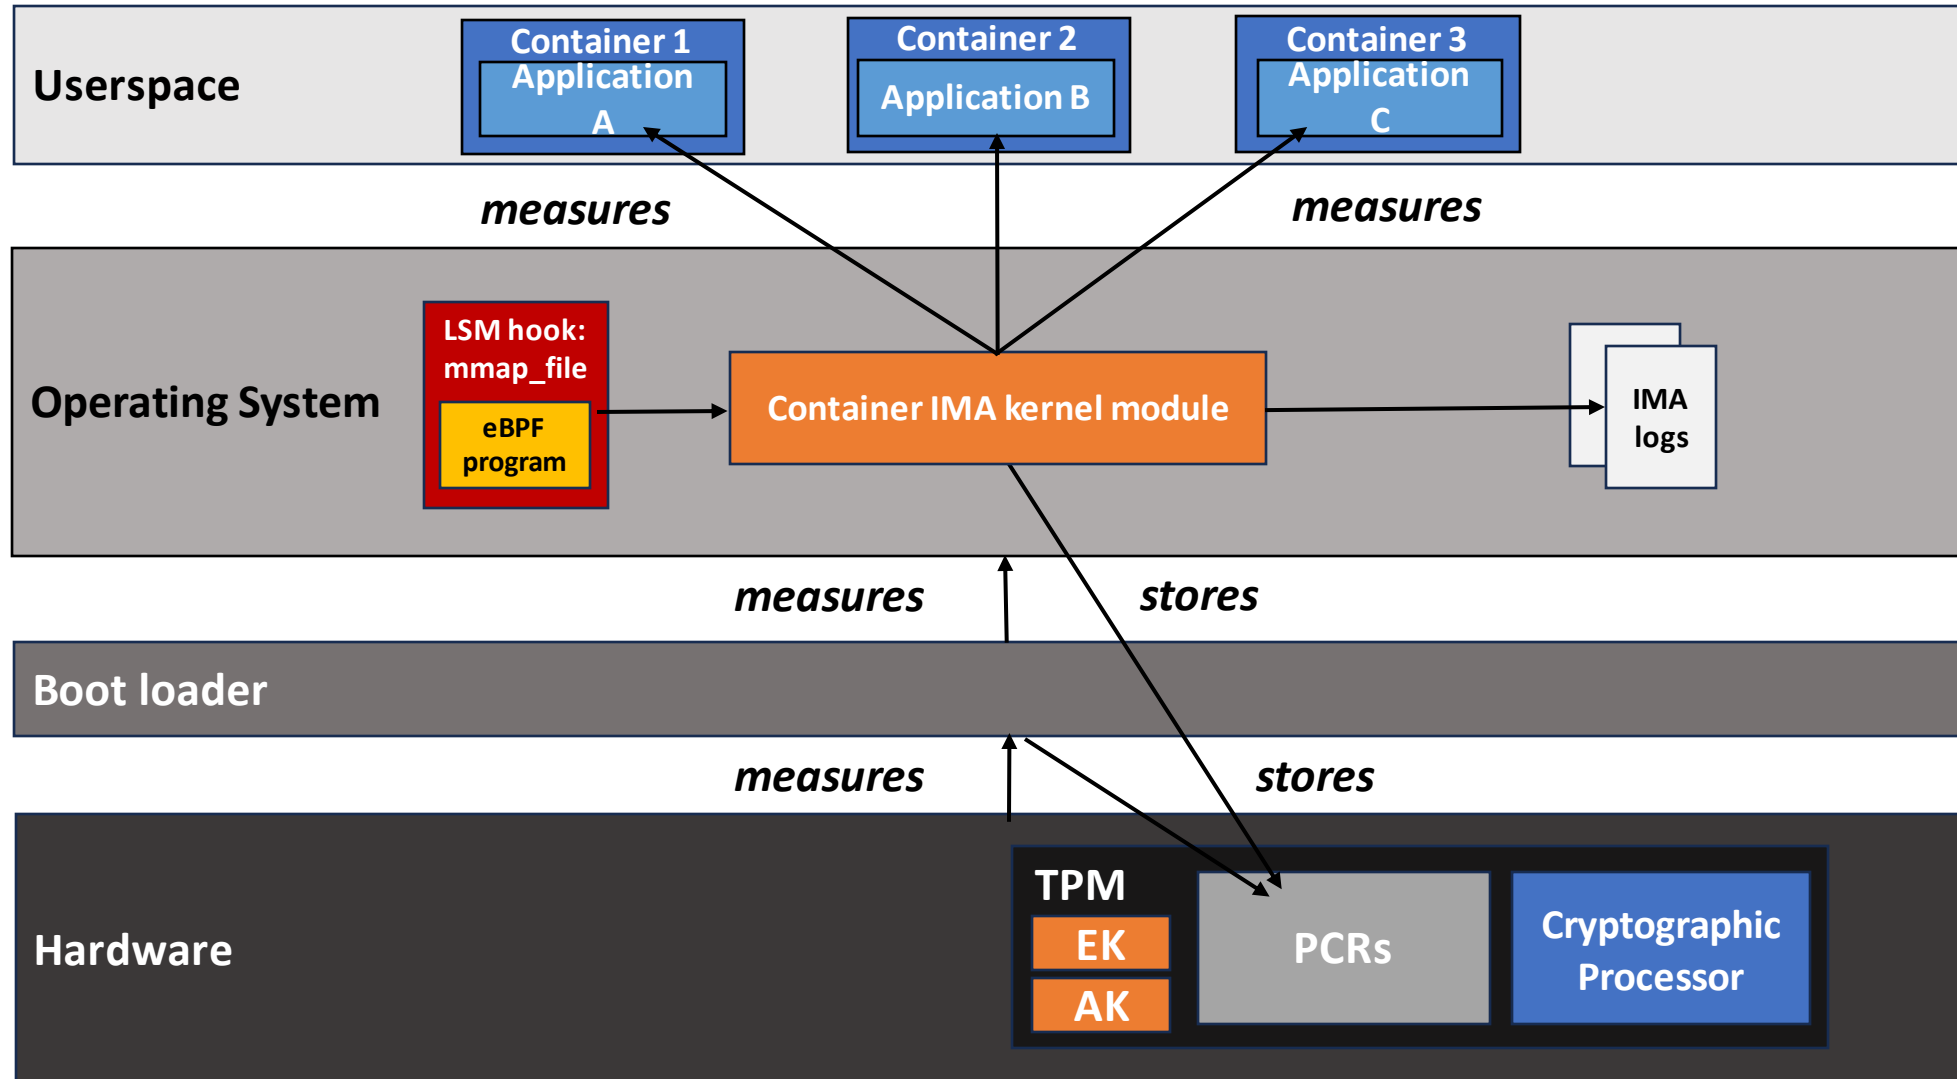 Userspace
Container 1
Application
A
Container 2
Application B
Container 3
Application
C
measures
measures
Operating System
LSM hook:
mmap_file
eBPF
program
Container IMA kernel module
IMA
logs
measures
stores
Boot loader
measures
stores
Hardware
TPM
EK
AK
PCRs
Cryptographic
Processor